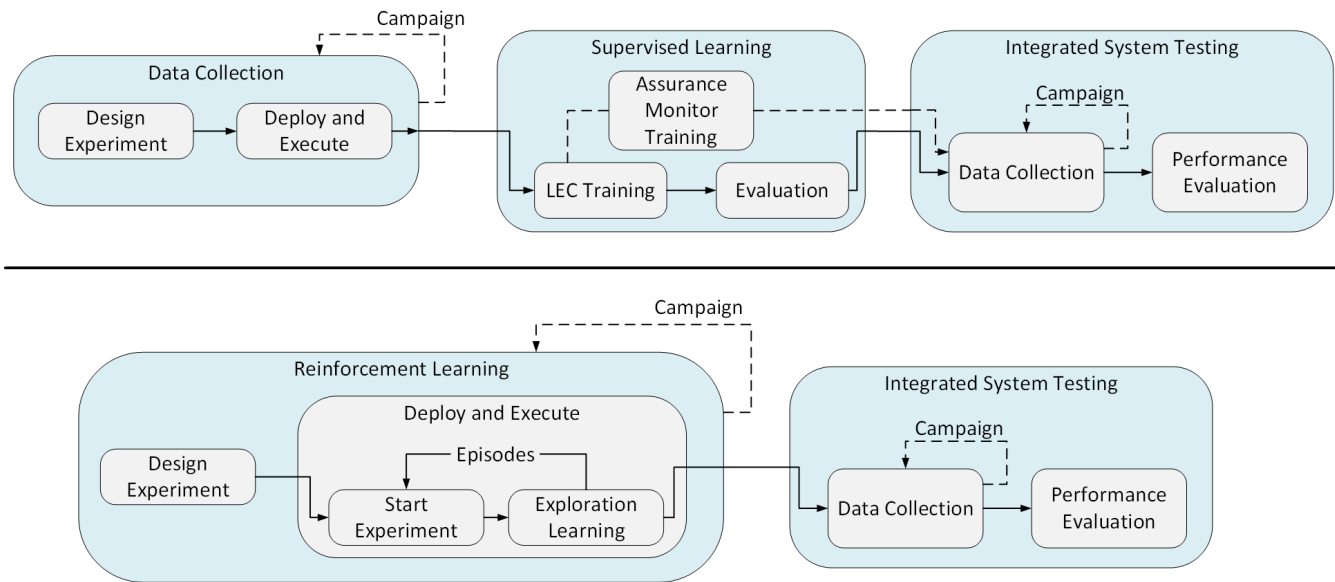 Campaign
Data Collection
Design
Experiment
Deploy and
Execute
Supervised Learning
Assurance
Monitor
Training
LEC Training
Evaluation
Integrated System Testing
Campaign
Data Collection
Performance
Evaluation
Campaign
Reinforcement Learning
Design
Experiment
Deploy and Execute
Episodes
Start
Experiment
Exploration
Learning
Integrated System Testing
Campaign
Data Collection
Performance
Evaluation